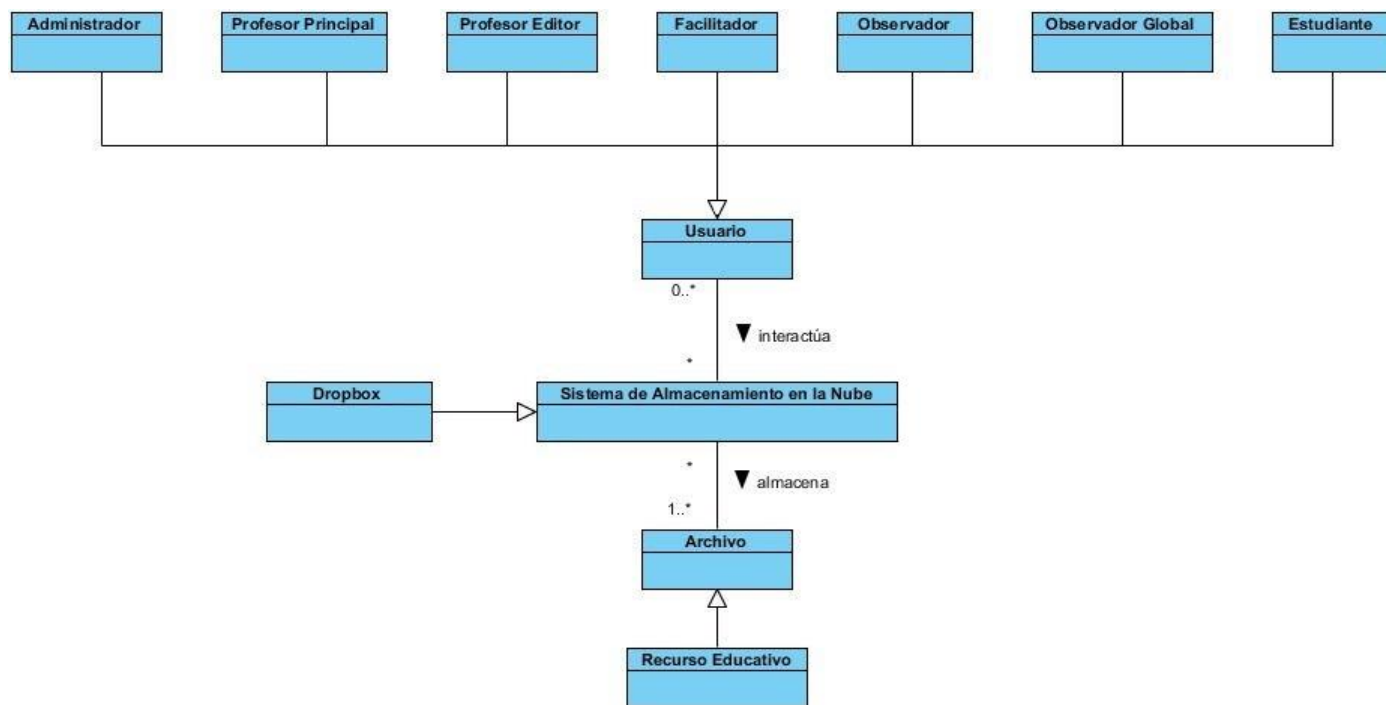 Administrador
Profesor Principal
Profesor Editor
Facilitador
Observador
Observador Global
Estudiante
Usuario
0..*
▼ interactúa
*
Dropbox
Sistema de Almacenamiento en la Nube
*
▼ almacena
1..*
Archivo
Recurso Educativo